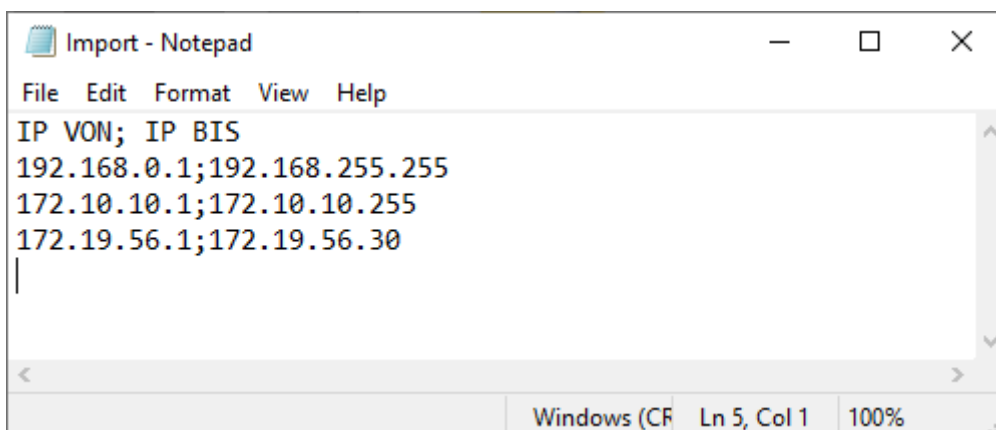 Import - Notepad
File Edit Format View Help
IP VON; IP BIS
192.168.0.1;192.168.255.255
172.10.10.1;172.10.10.255
172.19.56.1;172.19.56.30
Windows (CR Ln 5, Col 1 100%